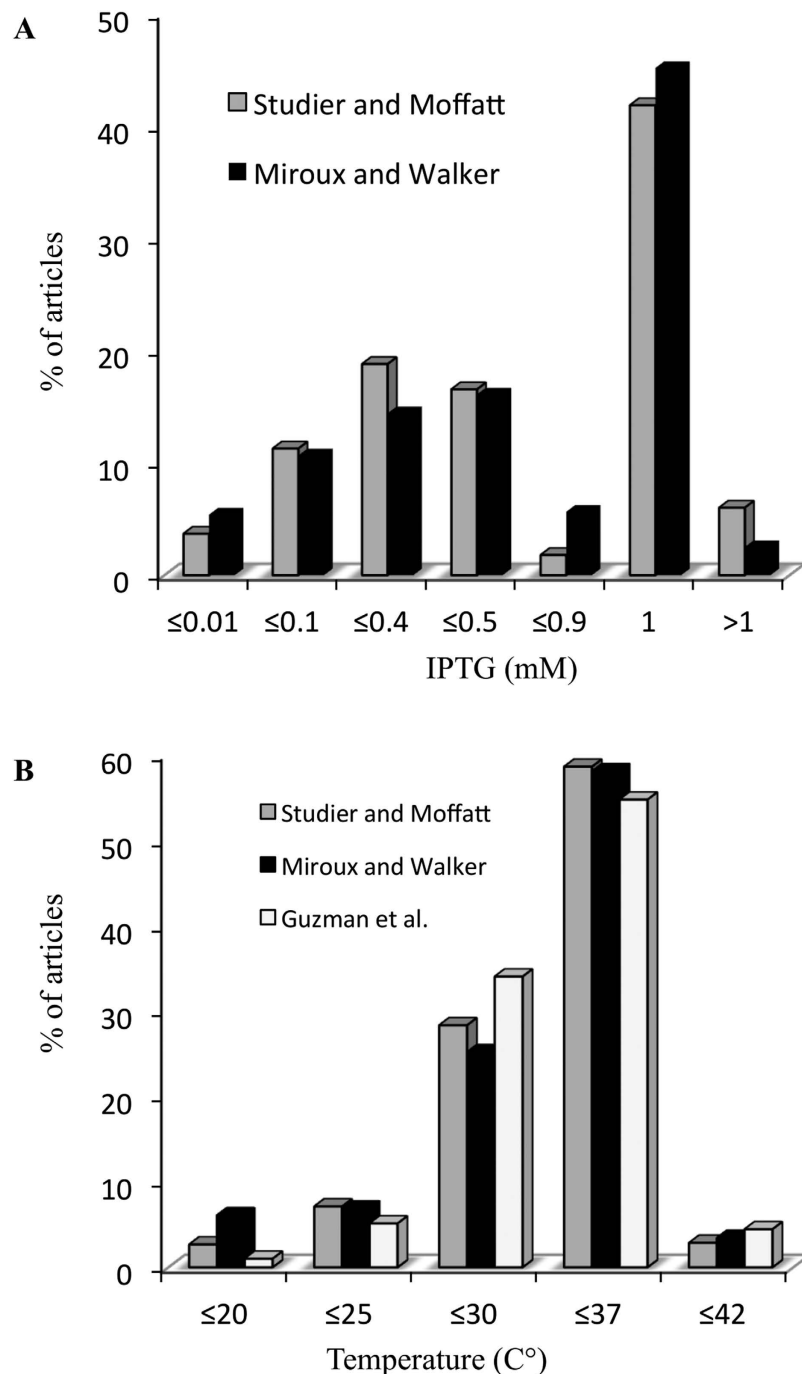 A
50
40
30
20
10
0
% of articles
Studier and Moffatt
Miroux and Walker
≤0.01 ≤0.1 ≤0.4 ≤0.5 ≤0.9 1 >1
IPTG (mM)
B
60
50
40
30
20
10
0
% of articles
Studier and Moffatt
Miroux and Walker
Guzman et al.
≤20 ≤25 ≤30 ≤37 ≤42
Temperature (C°)